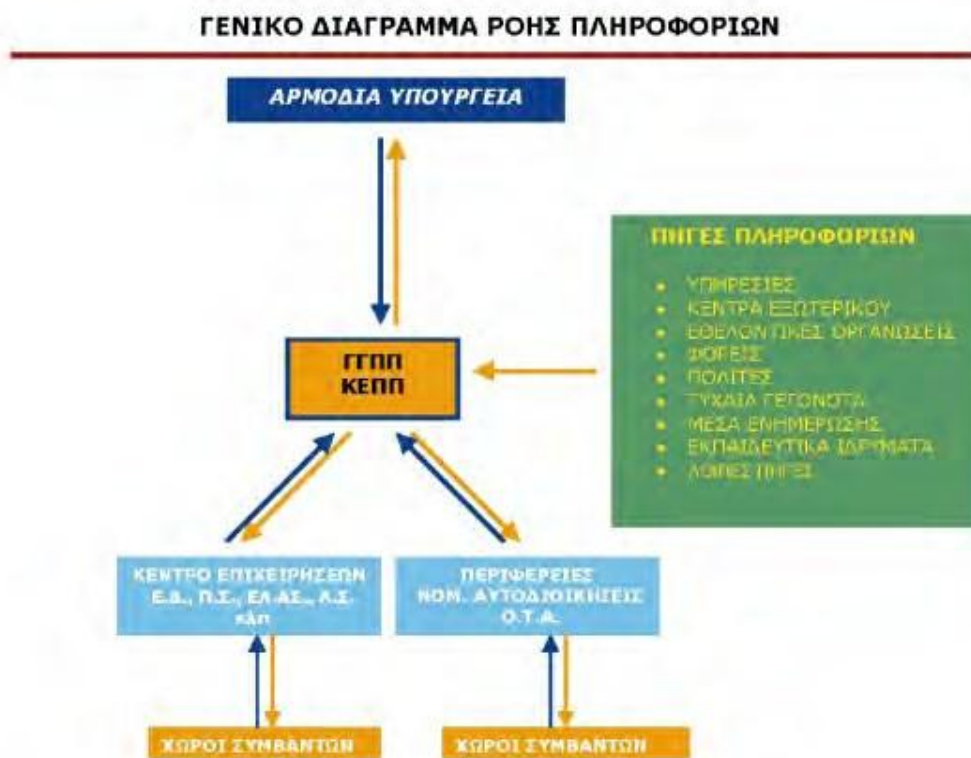 ΓΕΝΙΚΟ ΔΙΑΓΡΑΜΜΑ ΡΟΗΣ ΠΛΗΡΟΦΟΡΙΩΝ
ΑΡΜΟΔΙΑ ΥΠΟΥΡΓΕΙΑ
ΠΗΓΕΣ ΠΛΗΡΟΦΟΡΙΩΝ
• ΥΠΗΡΕΣΙΕΣ
• ΚΕΝΤΡΑ ΕΞΩΤΕΡΙΚΟΥ
• ΕΘΕΛΟΝΤΙΚΕΣ ΟΡΓΑΝΩΣΕΙΣ
• ΦΟΡΕΙΣ
• ΠΟΛΙΤΕΣ
• ΤΥΧΑΙΑ ΓΕΓΟΝΟΤΑ
• ΜΕΣΑ ΕΝΗΜΕΡΩΣΗΣ
• ΕΚΠΑΙΔΕΥΤΙΚΑ ΙΔΡΥΜΑΤΑ
• ΛΟΙΠΕΣ ΠΗΓΕΣ
ΓΓΠΠ
ΚΕΠΠ
ΚΕΝΤΡΟ ΕΠΙΧΕΙΡΗΣΕΩΝ
Ε.Δ., Π.Σ., ΕΛ-ΑΣ., Λ.Σ.
κλπ
ΠΕΡΙΦΕΡΕΙΕΣ
ΝΟΜ. ΑΥΤΟΔΙΟΙΚΗΣΕΙΣ
Ο.Τ.Α.
ΧΩΡΟΙ ΣΥΜΒΑΝΤΩΝ
ΧΩΡΟΙ ΣΥΜΒΑΝΤΩΝ